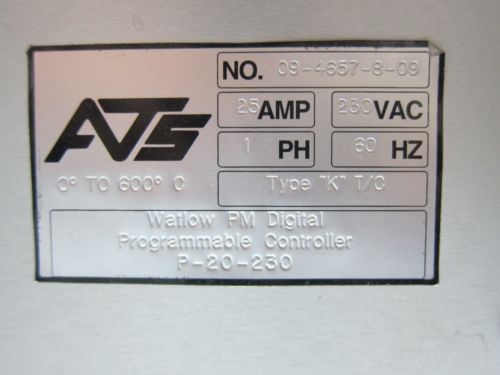 ATS
NO. 09-4657-8-09
25 AMP 230 VAC
1 PH 60 HZ
0° TO 600° C Type "K" T/C
Watlow PM Digital
Programmable Controller
P-20-230